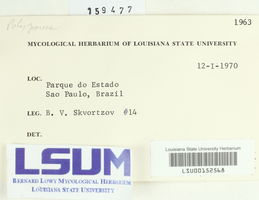 159477
1963
MYCOLOGICAL HERBARIUM OF LOUISIANA STATE UNIVERSITY
12-I-1970
LOC.
Parque do Estado
Sao Paulo, Brazil
LEG. B. V. Skvortzov #14
DET.
LSUM
BERNARD LOWY MYCOLOGICAL HERBARIUM
LOUISIANA STATE UNIVERSITY
Louisiana State University Herbarium
LSU00152568